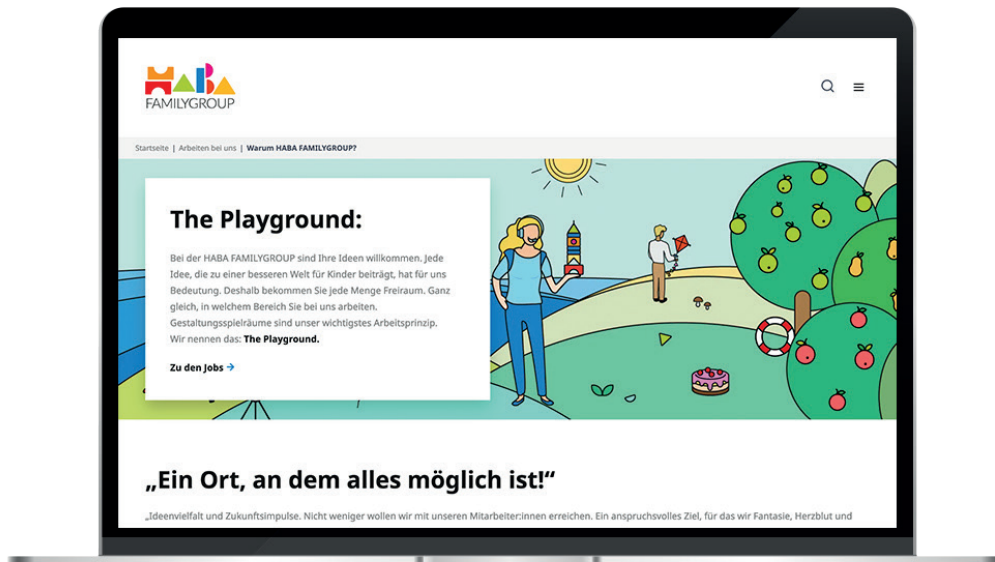 HABA
FAMILYGROUP
Startseite | Arbeiten bei uns | Warum HABA FAMILYGROUP?
The Playground:
Bei der HABA FAMILYGROUP sind Ihre Ideen willkommen. Jede
Idee, die zu einer besseren Welt für Kinder beiträgt, hat für uns
Bedeutung. Deshalb bekommen Sie jede Menge Freiraum. Ganz
gleich, in welchem Bereich Sie bei uns arbeiten.
Gestaltungsspielräume sind unser wichtigstes Arbeitsprinzip.
Wir nennen das: The Playground.
Zu den Jobs →
„Ein Ort, an dem alles möglich ist!“
„Ideenvielfalt und Zukunftsimpulse. Nicht weniger wollen wir mit unseren Mitarbeiter:innen erreichen. Ein anspruchsvolles Ziel, für das wir Fantasie, Herzblut und